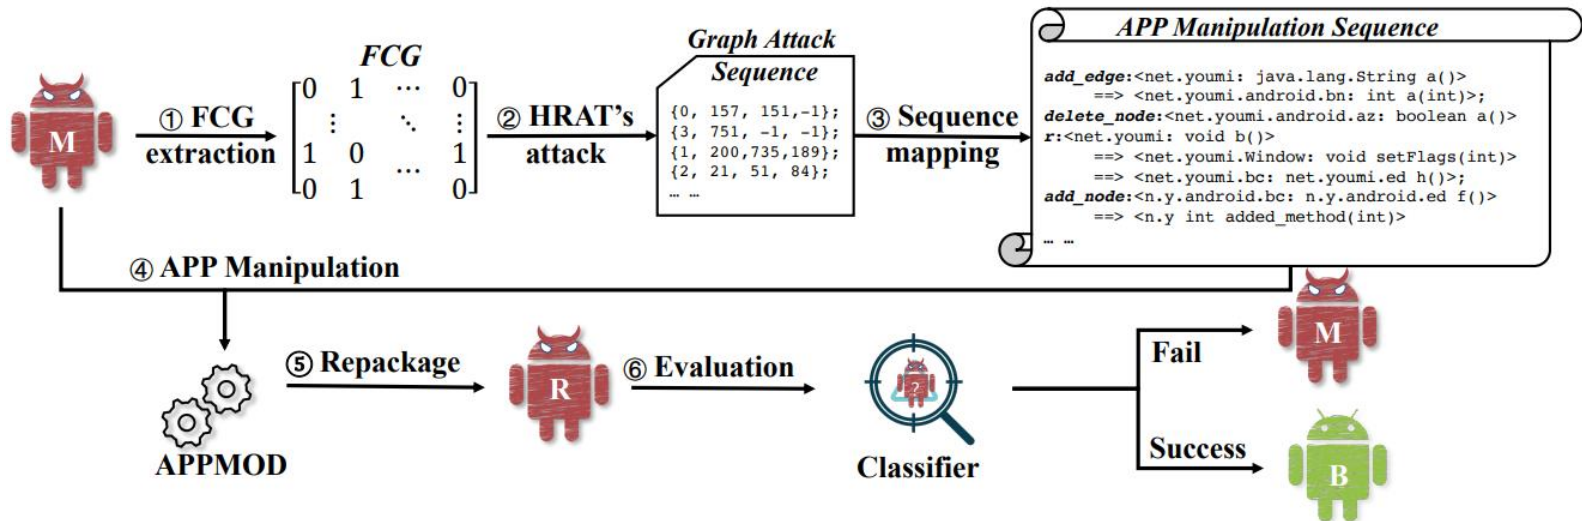 M
① FCG
extraction
FCG
0 1 ⋯ 0
⋮ ⋱ ⋮
1 0 ⋯ 1
0 1 0
② HRAT's
attack
Graph Attack
Sequence
{0, 157, 151,-1};
{3, 751, -1, -1};
{1, 200,735,189};
{2, 21, 51, 84};
… …
③ Sequence
mapping
APP Manipulation Sequence
add_edge:<net.youmi: java.lang.String a()>
==> <net.youmi.android.bn: int a(int)>;
delete_node:<net.youmi.android.az: boolean a()>
r:<net.youmi: void b()>
==> <net.youmi.Window: void setFlags(int)>
==> <net.youmi.bc: net.youmi.ed h()>;
add_node:<n.y.android.bc: n.y.android.ed f()>
==> <n.y int added_method(int)>
… …
④ APP Manipulation
APPMOD
⑤ Repackage
R
⑥ Evaluation
?
Classifier
Fail
M
Success
B